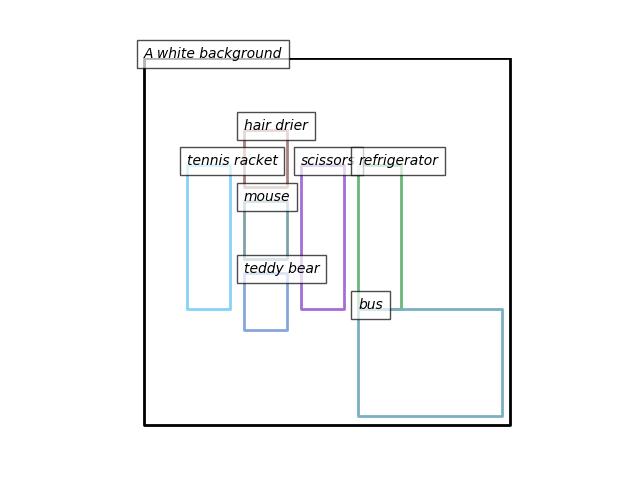 A white background
hair drier
tennis racket
scissors
refrigerator
mouse
teddy bear
bus